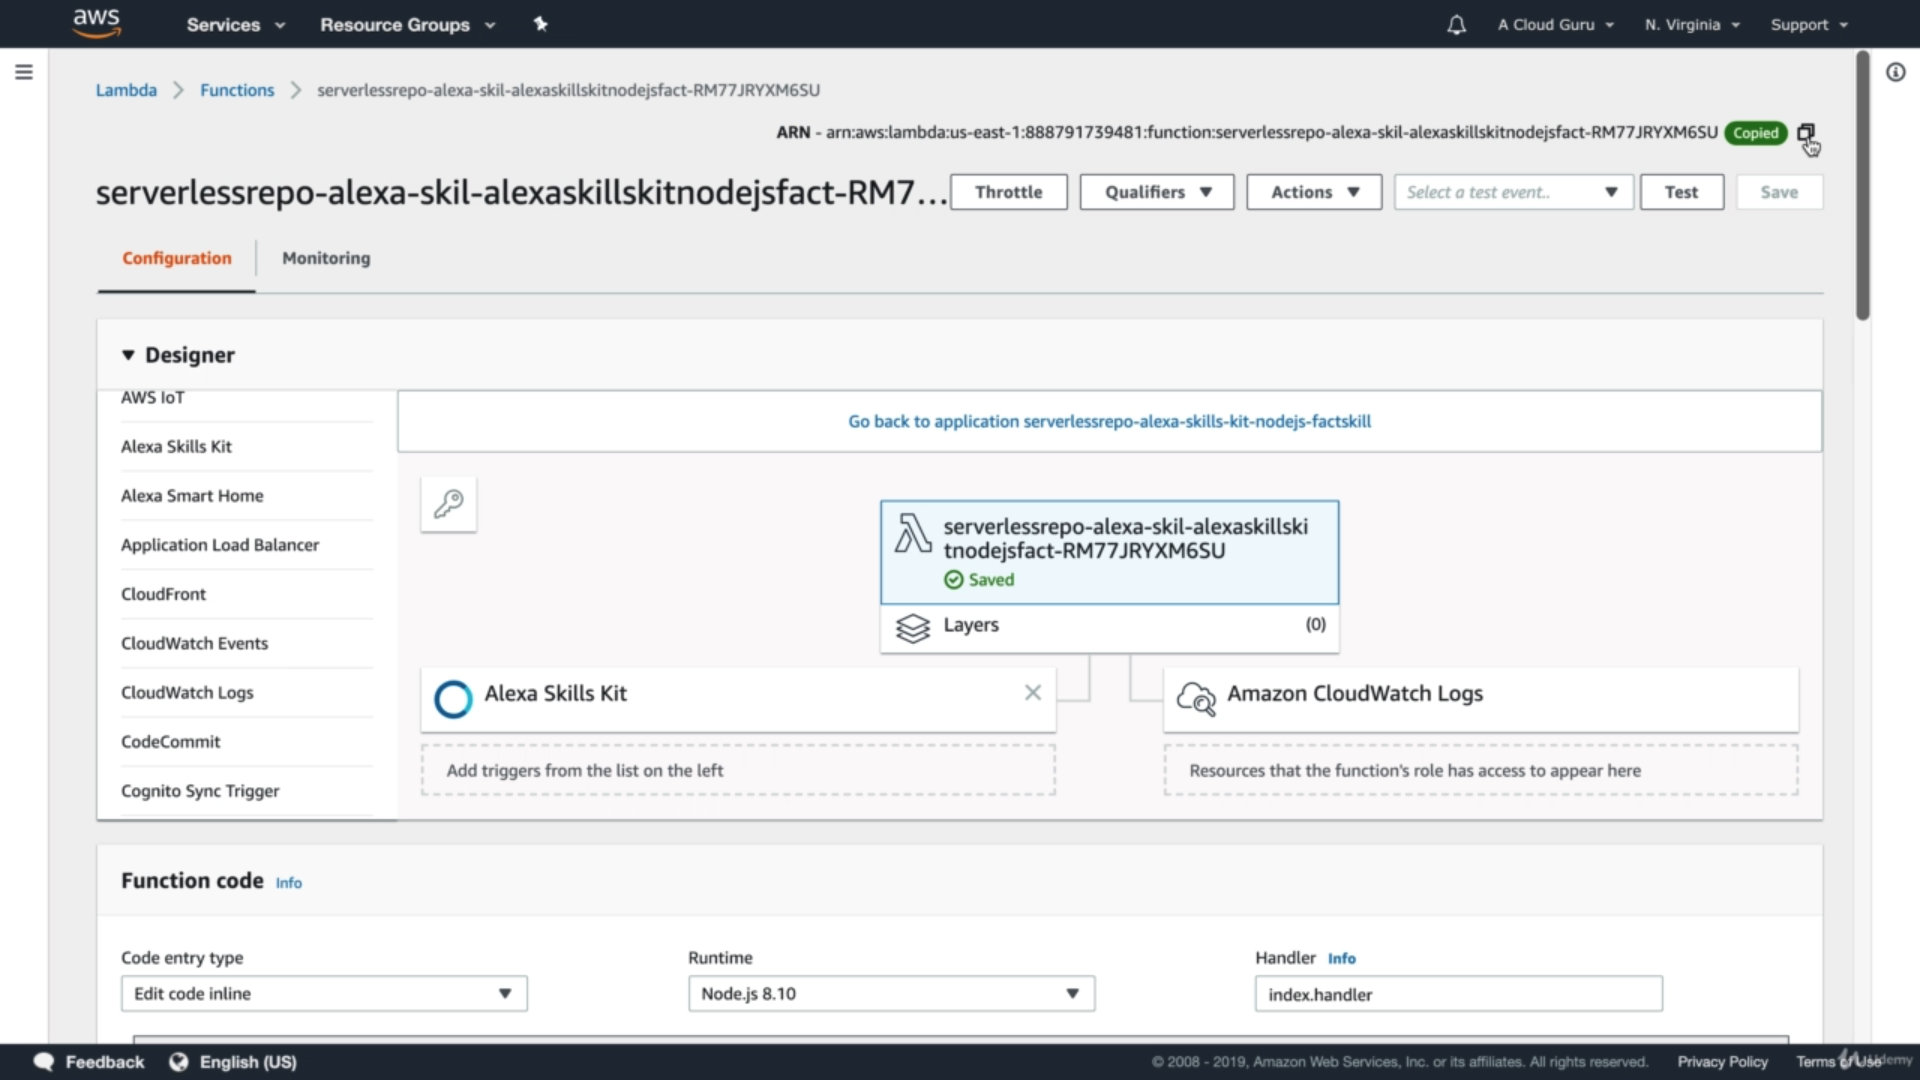 aws Services Resource Groups A Cloud Guru N. Virginia Support
Lambda Functions serverlessrepo-alexa-skil-alexaskillskitnodejsfact-RM77JRYXM6SU
ARN - arn:aws:lambda:us-east-1:888791739481:function:serverlessrepo-alexa-skil-alexaskillskitnodejsfact-RM77JRYXM6SU Copied
serverlessrepo-alexa-skil-alexaskillskitnodejsfact-RM7... Throttle Qualifiers Actions Select a test event.. Test Save
Configuration Monitoring
Designer
AWS IoT
Go back to application serverlessrepo-alexa-skills-kit-nodejs-factskill
Alexa Skills Kit
Alexa Smart Home
Application Load Balancer
CloudFront
CloudWatch Events
CloudWatch Logs
CodeCommit
Cognito Sync Trigger
serverlessrepo-alexa-skil-alexaskillski
tnodejsfact-RM77JRYXM6SU
Saved
Layers (0)
Alexa Skills Kit
Add triggers from the list on the left
Amazon CloudWatch Logs
Resources that the function's role has access to appear here
Function code Info
Code entry type
Edit code inline
Runtime
Node.js 8.10
Handler Info
index.handler
Feedback English (US) © 2008 - 2019, Amazon Web Services, Inc. or its affiliates. All rights reserved. Privacy Policy Terms of Use